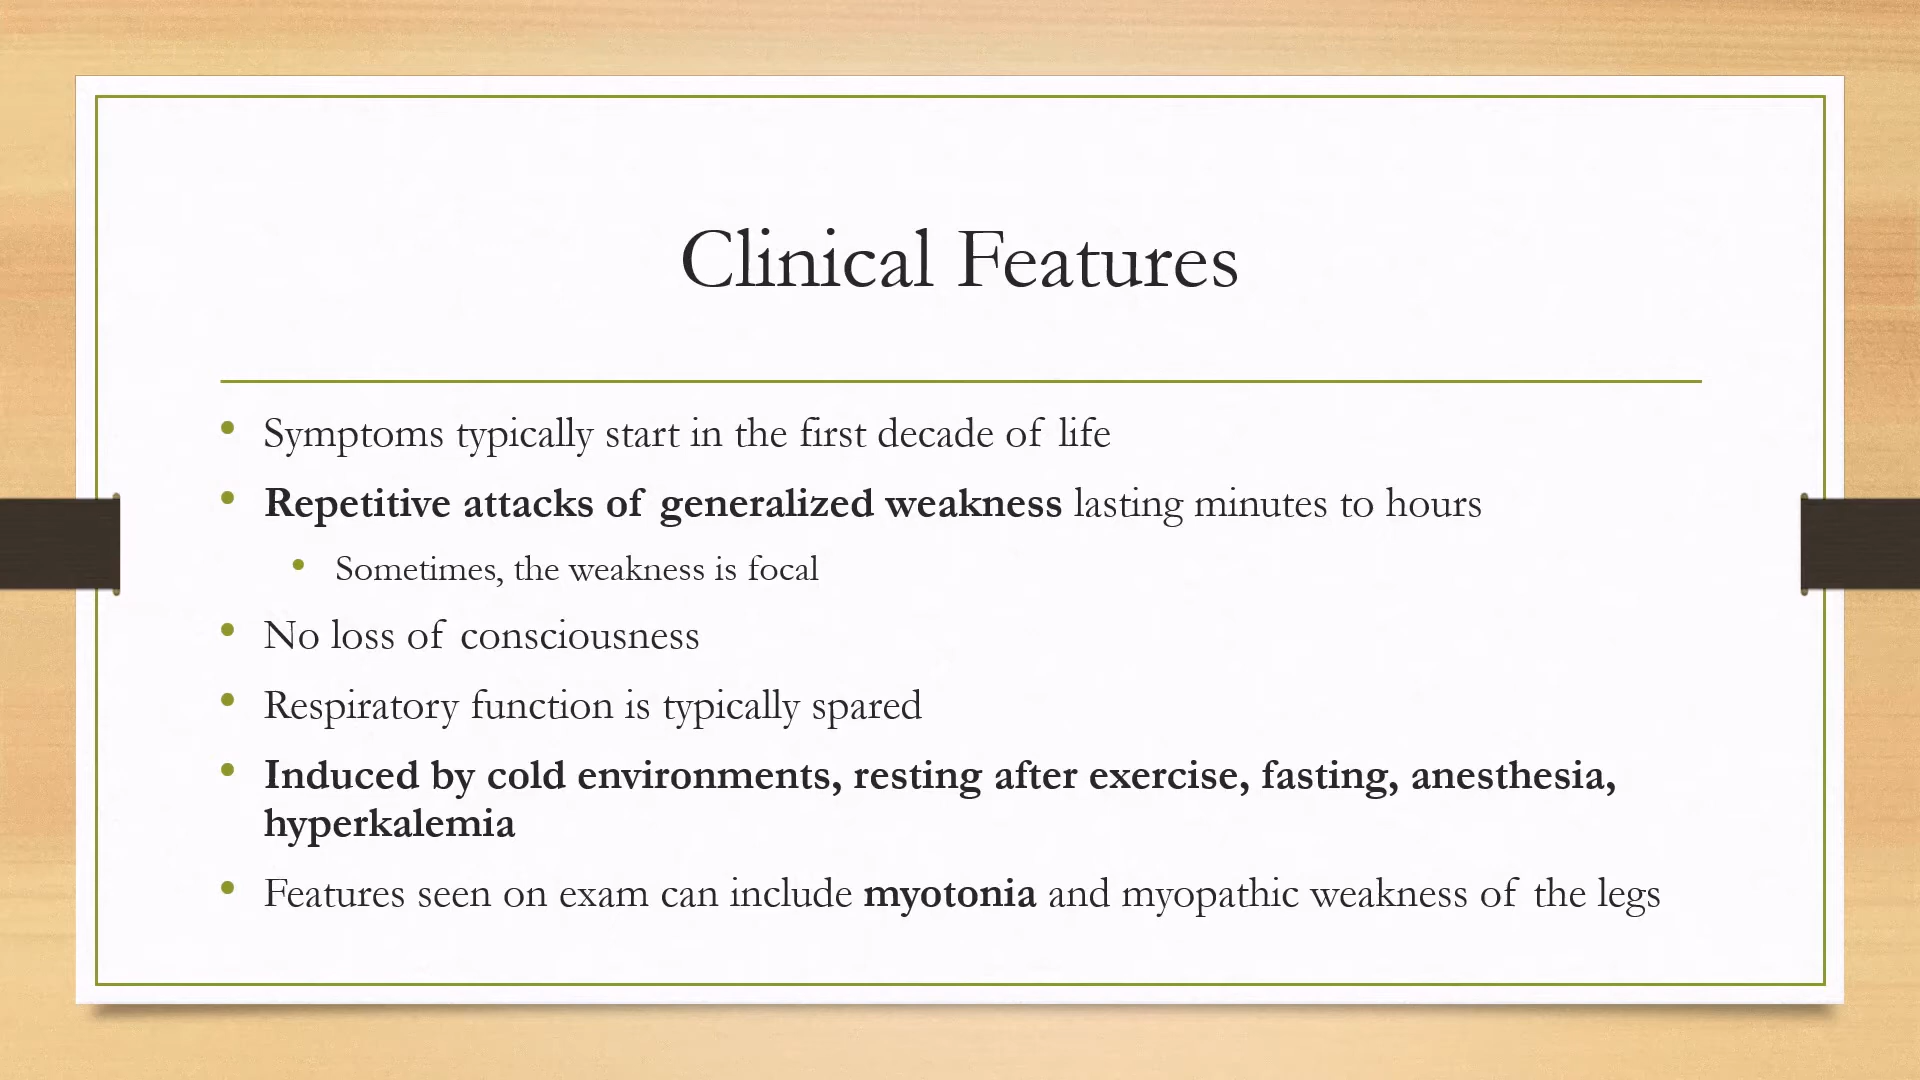 Clinical Features
• Symptoms typically start in the first decade of life
• Repetitive attacks of generalized weakness lasting minutes to hours
• Sometimes, the weakness is focal
• No loss of consciousness
• Respiratory function is typically spared
• Induced by cold environments, resting after exercise, fasting, anesthesia,
hyperkalemia
• Features seen on exam can include myotonia and myopathic weakness of the legs